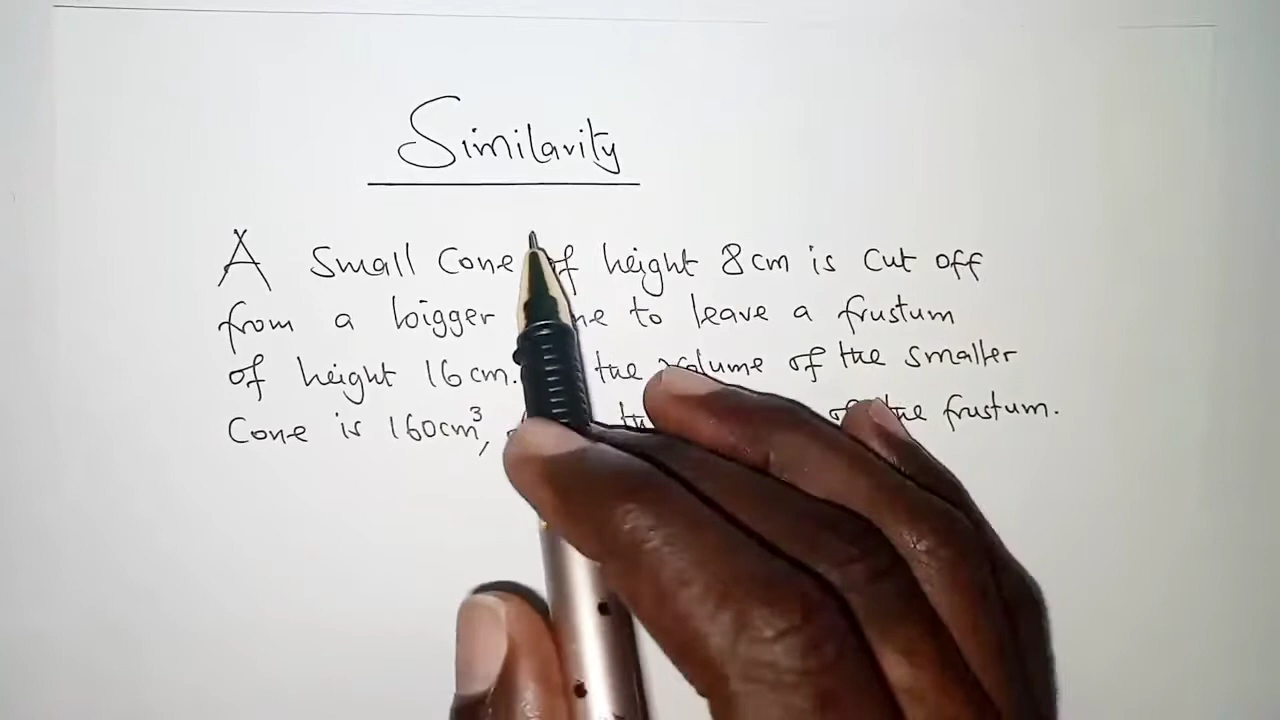 Similarity
A small cone of height 8cm is cut off
from a bigger to leave a frustum
of height 16cm. the volume of the smaller
Cone is 160cm³, of the frustum.